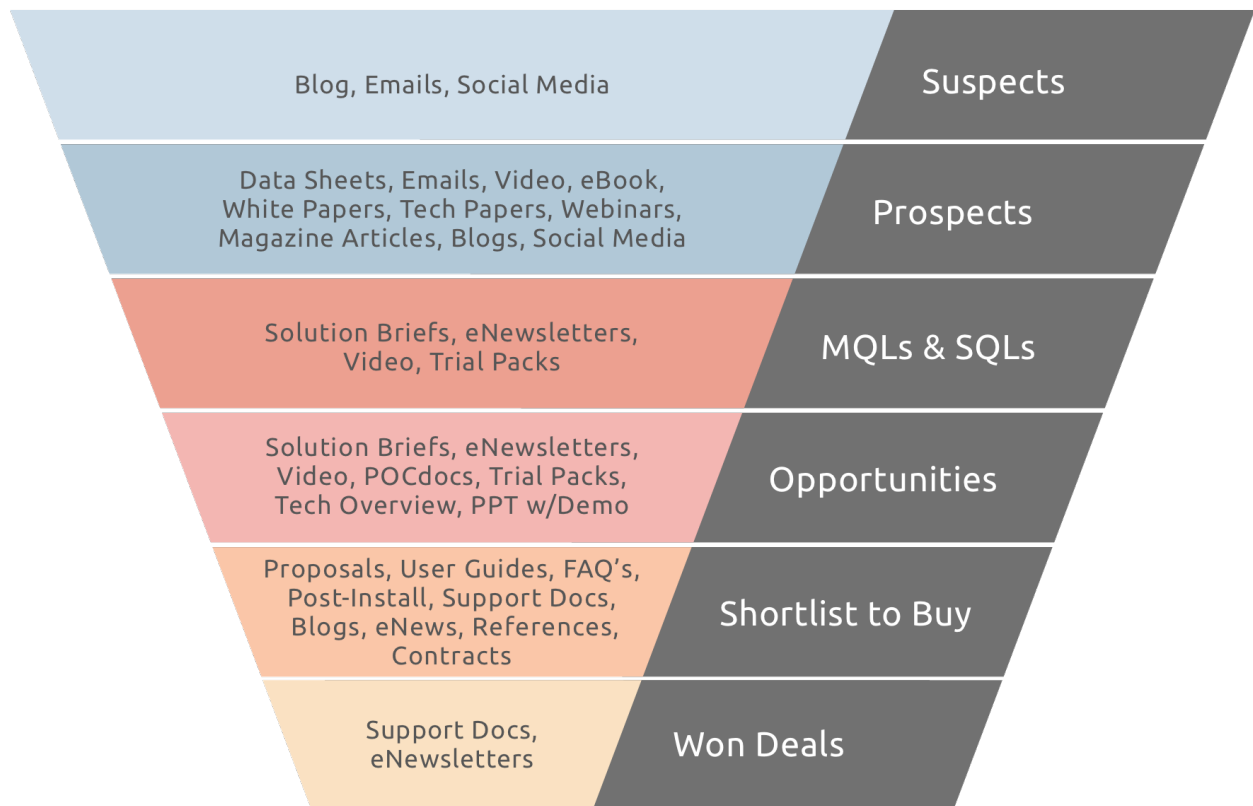 Blog, Emails, Social Media
Suspects
Data Sheets, Emails, Video, eBook,
White Papers, Tech Papers, Webinars,
Magazine Articles, Blogs, Social Media
Prospects
Solution Briefs, eNewsletters,
Video, Trial Packs
MQLs & SQLs
Solution Briefs, eNewsletters,
Video, POCdocs, Trial Packs,
Tech Overview, PPT w/Demo
Opportunities
Proposals, User Guides, FAQ’s,
Post-Install, Support Docs,
Blogs, eNews, References,
Contracts
Shortlist to Buy
Support Docs,
eNewsletters
Won Deals